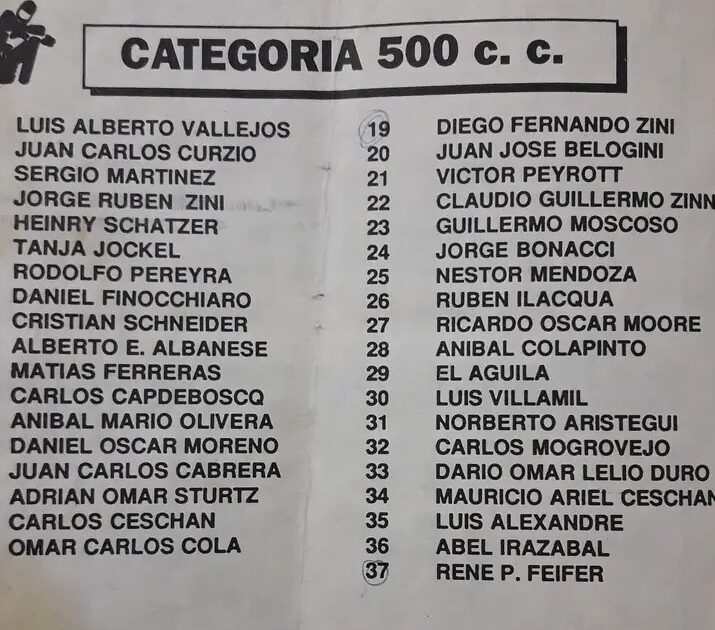 CATEGORIA 500 c. c.
LUIS ALBERTO VALLEJOS
JUAN CARLOS CURZIO
SERGIO MARTINEZ
JORGE RUBEN ZINI
HEINRY SCHATZER
TANJA JOCKEL
RODOLFO PEREYRA
DANIEL FINOCCHIARO
CRISTIAN SCHNEIDER
ALBERTO E. ALBANESE
MATIAS FERRERAS
CARLOS CAPDEBOSCQ
ANIBAL MARIO OLIVERA
DANIEL OSCAR MORENO
JUAN CARLOS CABRERA
ADRIAN OMAR STURTZ
CARLOS CESCHAN
OMAR CARLOS COLA
19 DIEGO FERNANDO ZINI
20 JUAN JOSE BELOGINI
21 VICTOR PEYROTT
22 CLAUDIO GUILLERMO ZINN
23 GUILLERMO MOSCOSO
24 JORGE BONACCI
25 NESTOR MENDOZA
26 RUBEN ILACQUA
27 RICARDO OSCAR MOORE
28 ANIBAL COLAPINTO
29 EL AGUILA
30 LUIS VILLAMIL
31 NORBERTO ARISTEGUI
32 CARLOS MOGROVEJO
33 DARIO OMAR LELIO DURO
34 MAURICIO ARIEL CESCHAN
35 LUIS ALEXANDRE
36 ABEL IRAZABAL
37 RENE P. FEIFER